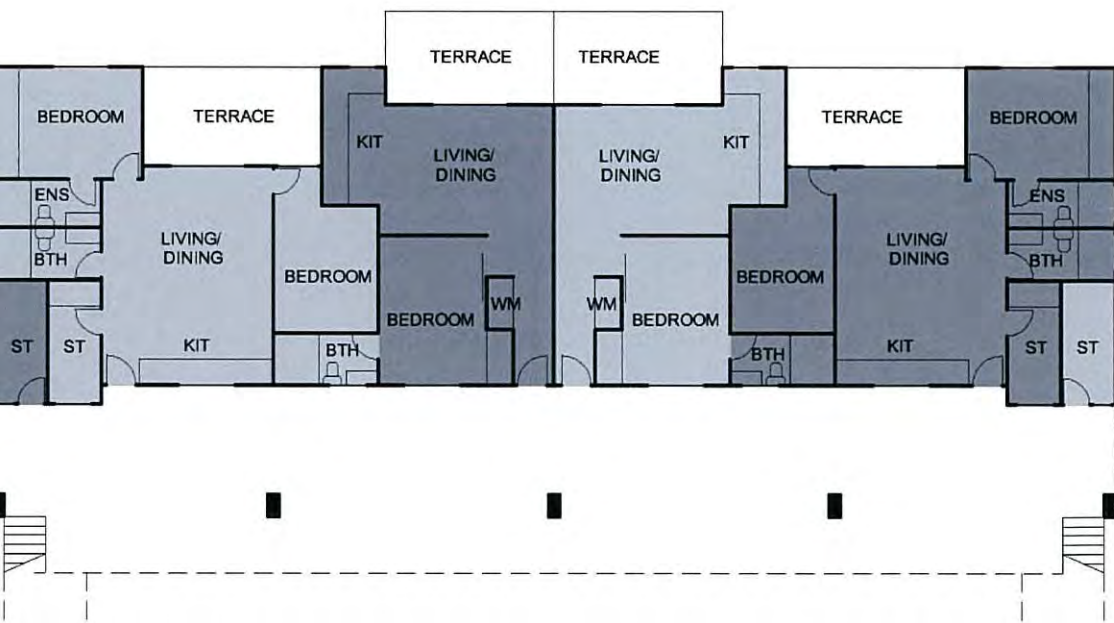 TERRACE
TERRACE
BEDROOM
TERRACE
KIT
LIVING/
DINING
LIVING/
DINING
KIT
TERRACE
BEDROOM
ENS
BTH
LIVING/
DINING
BEDROOM
BEDROOM
WM
WM
BEDROOM
BEDROOM
LIVING/
DINING
ENS
BTH
ST
ST
KIT
BTH
BTH
KIT
ST
ST